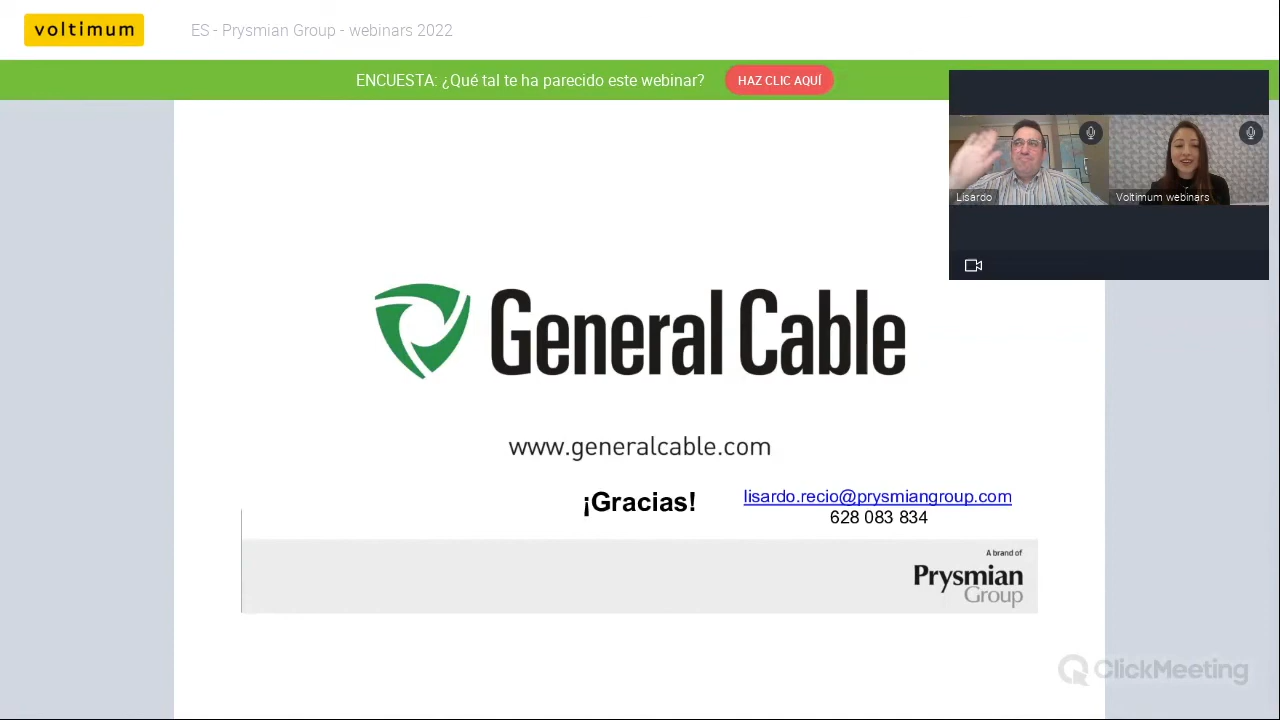 voltimum
ES - Prysmian Group - webinars 2022
ENCUESTA: ¿Qué tal te ha parecido este webinar?
HAZ CLIC AQUÍ
Lisardo
Voltimum webinars
General Cable
www.generalcable.com
¡Gracias!
lisardo.recio@prysmiangroup.com
628 083 834
A brand of
Prysmian
Group
ClickMeeting